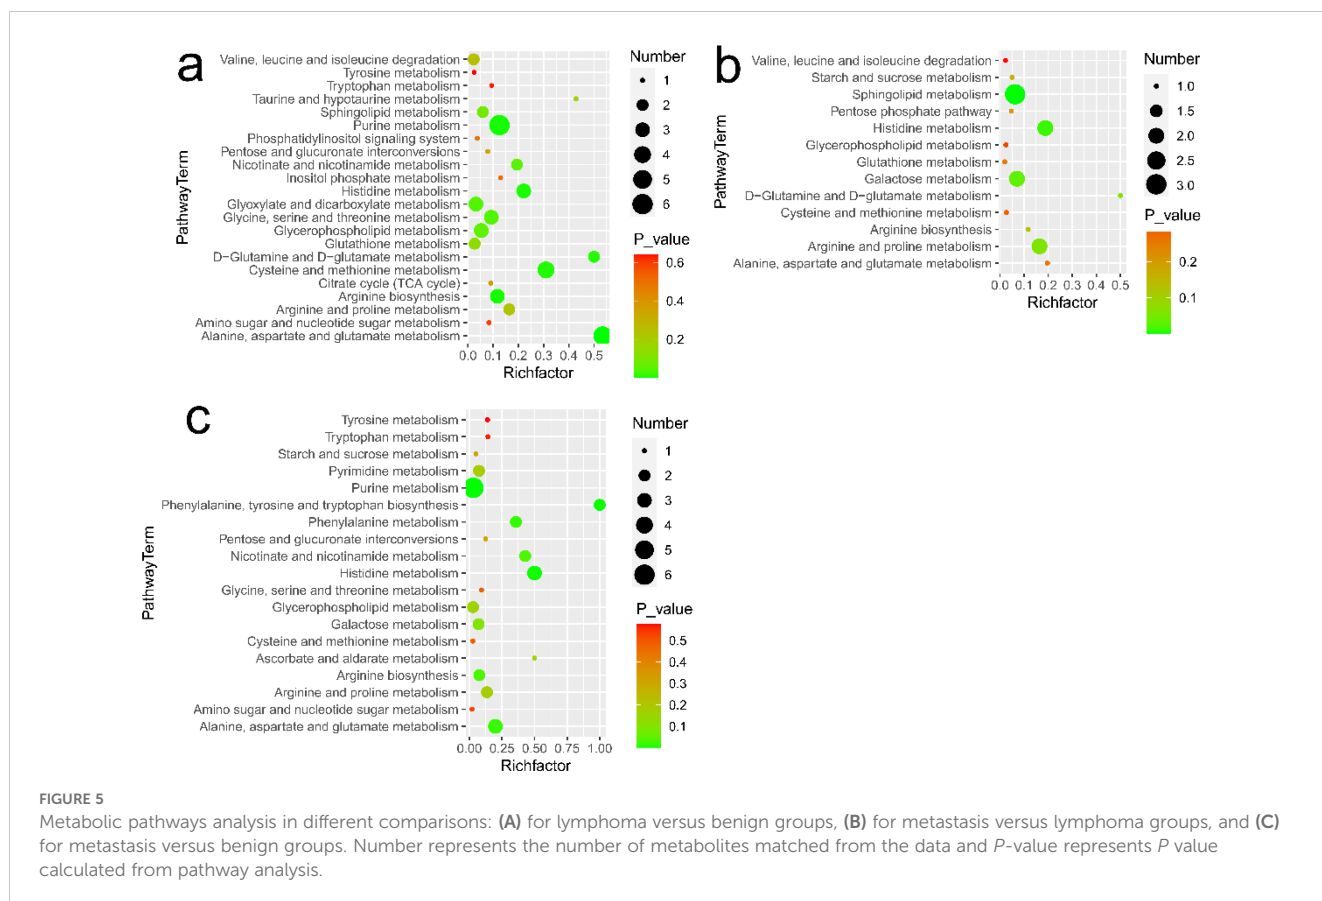 a
Number
Valine, leucine and isoleucine degradation
Tyrosine metabolism
Tryptophan metabolism
Taurine and hypotaurine metabolism
Sphingolipid metabolism
Purine metabolism
Phosphatidylinositol signaling system
Pentose and glucuronate interconversions
Nicotinate and nicotinamide metabolism
Inositol phosphate metabolism
Histidine metabolism
Glyoxylate and dicarboxylate metabolism
Glycine, serine and threonine metabolism
Glycerophospholipid metabolism
Glutathione metabolism
D−Glutamine and D−glutamate metabolism
Cysteine and methionine metabolism
Citrate cycle (TCA cycle)
Arginine biosynthesis
Arginine and proline metabolism
Amino sugar and nucleotide sugar metabolism
Alanine, aspartate and glutamate metabolism
PathwayTerm
0.0 0.1 0.2 0.3 0.4 0.5
Richfactor
1
2
3
4
5
6
P_value
0.6
0.4
0.2
b
Number
Valine, leucine and isoleucine degradation
Starch and sucrose metabolism
Sphingolipid metabolism
Pentose phosphate pathway
Histidine metabolism
Glycerophospholipid metabolism
Glutathione metabolism
Galactose metabolism
D−Glutamine and D−glutamate metabolism
Cysteine and methionine metabolism
Arginine biosynthesis
Arginine and proline metabolism
Alanine, aspartate and glutamate metabolism
PathwayTerm
0.0 0.1 0.2 0.3 0.4 0.5
Richfactor
1.0
1.5
2.0
2.5
3.0
P_value
0.2
0.1
c
Number
Tyrosine metabolism
Tryptophan metabolism
Starch and sucrose metabolism
Pyrimidine metabolism
Purine metabolism
Phenylalanine, tyrosine and tryptophan biosynthesis
Phenylalanine metabolism
Pentose and glucuronate interconversions
Nicotinate and nicotinamide metabolism
Histidine metabolism
Glycine, serine and threonine metabolism
Glycerophospholipid metabolism
Galactose metabolism
Cysteine and methionine metabolism
Ascorbate and aldarate metabolism
Arginine biosynthesis
Arginine and proline metabolism
Amino sugar and nucleotide sugar metabolism
Alanine, aspartate and glutamate metabolism
PathwayTerm
0.00 0.25 0.50 0.75 1.00
Richfactor
1
2
3
4
5
6
P_value
0.5
0.4
0.3
0.2
0.1
FIGURE 5
Metabolic pathways analysis in different comparisons: (A) for lymphoma versus benign groups, (B) for metastasis versus lymphoma groups, and (C)
for metastasis versus benign groups. Number represents the number of metabolites matched from the data and P-value represents P value
calculated from pathway analysis.